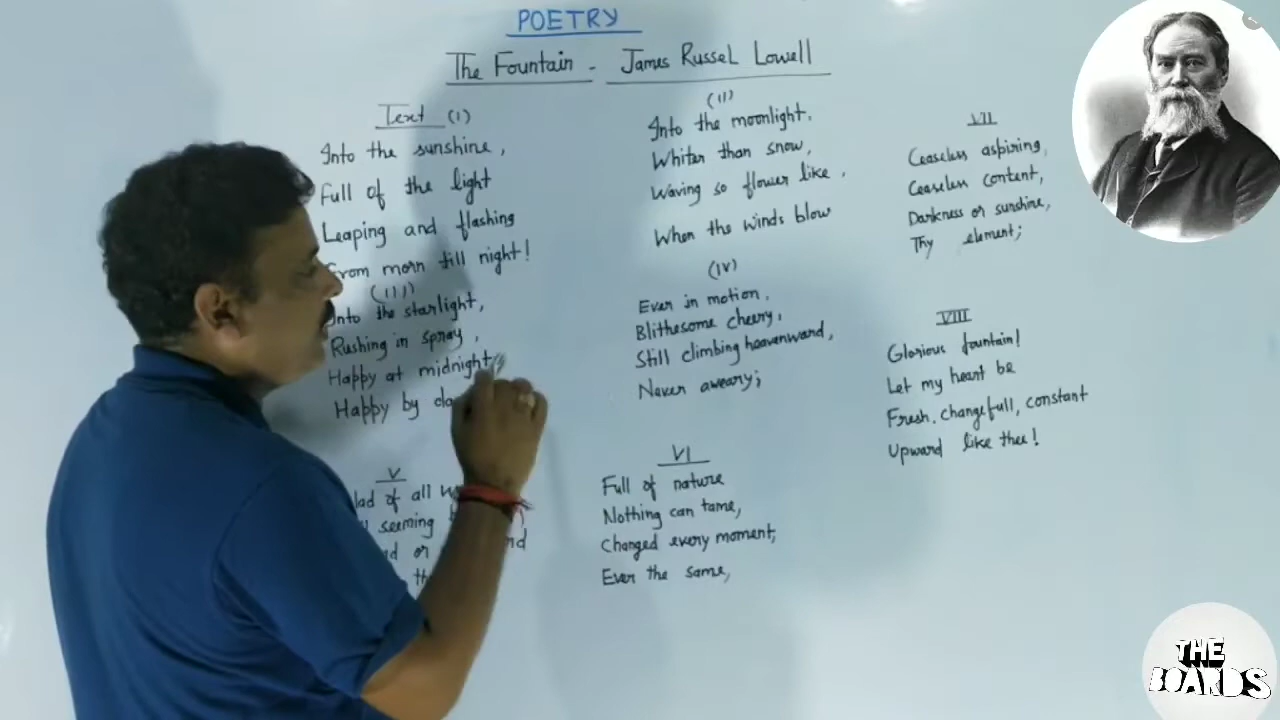 POETRY
The Fountain - James Russel Lowell
Text (I)
Into the sunshine,
Full of the light
Leaping and flashing
From morn till night!
(II)
Into the moonlight.
Whiter than snow,
Waving so flower like,
When the winds blow
(III)
Into the starlight,
Rushing in spray,
Happy at midnight
Happy by
(IV)
Ever in motion,
Blithesome cheery,
Still climbing heavenward,
Never aweary;
V
of all
seeming
or
VI
Full of nature
Nothing can tame,
Changed every moment,
Ever the same,
VII
Ceaseless aspiring,
Ceaseless content,
Darkness or sunshine,
Thy element;
VIII
Glorious fountain!
Let my heart be
Fresh, changefull, constant
Upward like thee!
THE
BOARDS